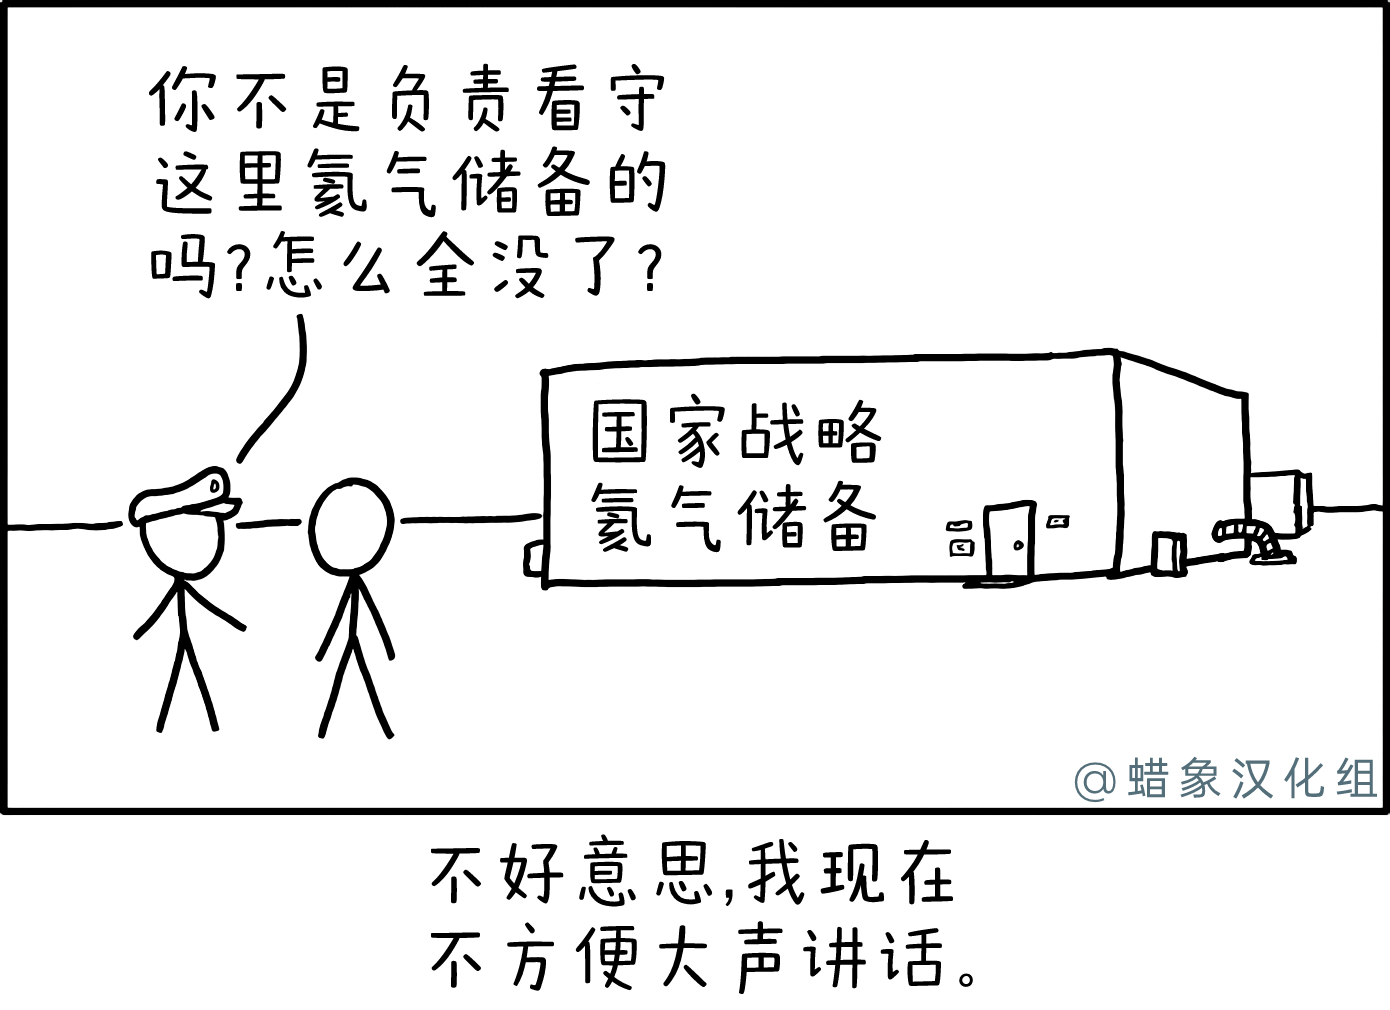 你不是负责看守
这里氦气储备的
吗?怎么全没了?
国家战略
氦气储备
@蜡象汉化组
不好意思,我现在
不方便大声讲话。